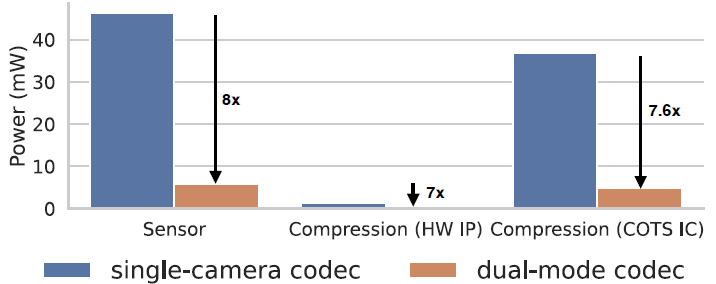 Power (mW)
40
30
20
10
0
8x
7x
7.6x
Sensor
Compression (HW IP)
Compression (COTS IC)
single-camera codec
dual-mode codec